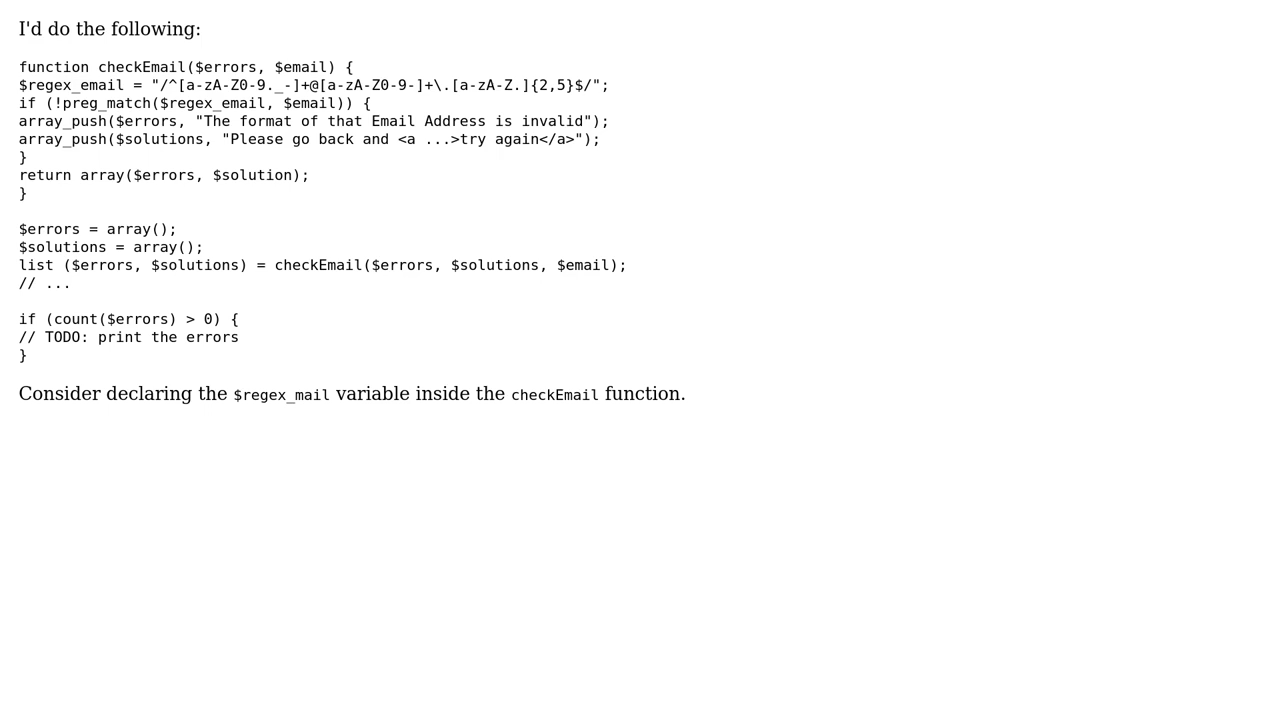 I'd do the following:
function checkEmail($errors, $email) {
$regex_email = "/^[a-zA-Z0-9._-]+@[a-zA-Z0-9-]+\.[a-zA-Z.]{2,5}$/";
if (!preg_match($regex_email, $email)) {
array_push($errors, "The format of that Email Address is invalid");
array_push($solutions, "Please go back and <a ...>try again</a>");
}
return array($errors, $solution);
}
$errors = array();
$solutions = array();
list ($errors, $solutions) = checkEmail($errors, $solutions, $email);
// ...
if (count($errors) > 0) {
// TODO: print the errors
}
Consider declaring the $regex_mail variable inside the checkEmail function.